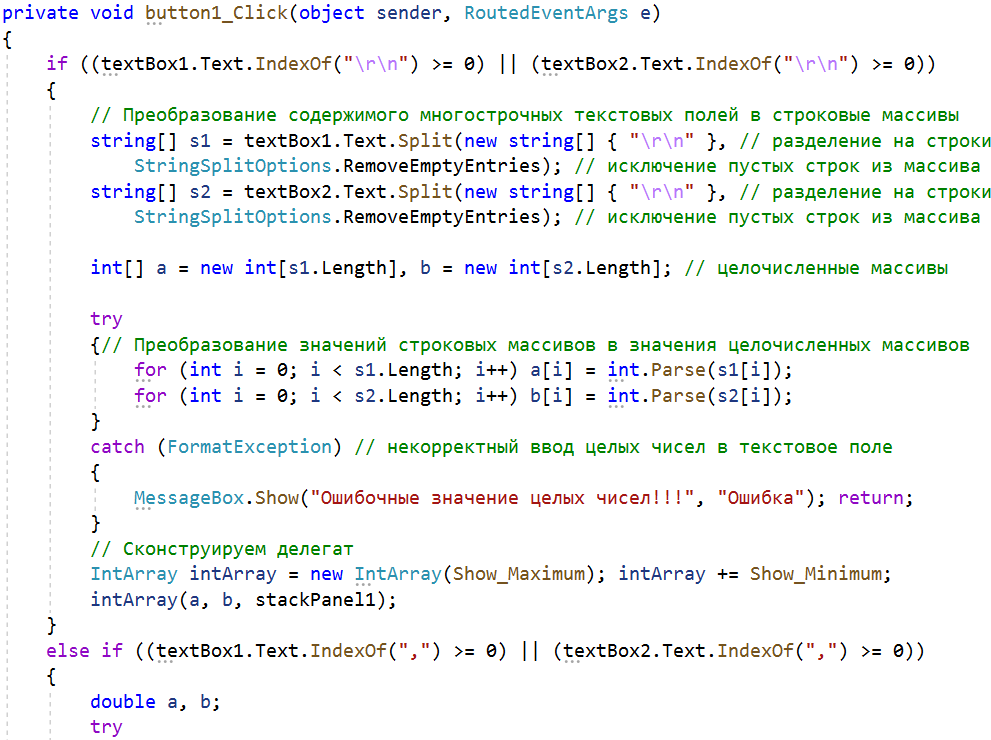 private void button1_Click(object sender, RoutedEventArgs e)
{
    if ((textBox1.Text.IndexOf("\r\n") >= 0) || (textBox2.Text.IndexOf("\r\n") >= 0))
    {
        // Преобразование содержимого многострочных текстовых полей в строковые массивы
        string[] s1 = textBox1.Text.Split(new string[] { "\r\n" }, // разделение на строки
            StringSplitOptions.RemoveEmptyEntries); // исключение пустых строк из массива
        string[] s2 = textBox2.Text.Split(new string[] { "\r\n" }, // разделение на строки
            StringSplitOptions.RemoveEmptyEntries); // исключение пустых строк из массива

        int[] a = new int[s1.Length], b = new int[s2.Length]; // целочисленные массивы

        try
        {// Преобразование значений строковых массивов в значения целочисленных массивов
            for (int i = 0; i < s1.Length; i++) a[i] = int.Parse(s1[i]);
            for (int i = 0; i < s2.Length; i++) b[i] = int.Parse(s2[i]);
        }
        catch (FormatException) // некорректный ввод целых чисел в текстовое поле
        {
            MessageBox.Show("Ошибочные значение целых чисел!!!", "Ошибка"); return;
        }
        // Сконструируем делегат
        IntArray intArray = new IntArray(Show_Maximum); intArray += Show_Minimum;
        intArray(a, b, stackPanel1);
    }
    else if ((textBox1.Text.IndexOf(",") >= 0) || (textBox2.Text.IndexOf(",") >= 0))
    {
        double a, b;
        try